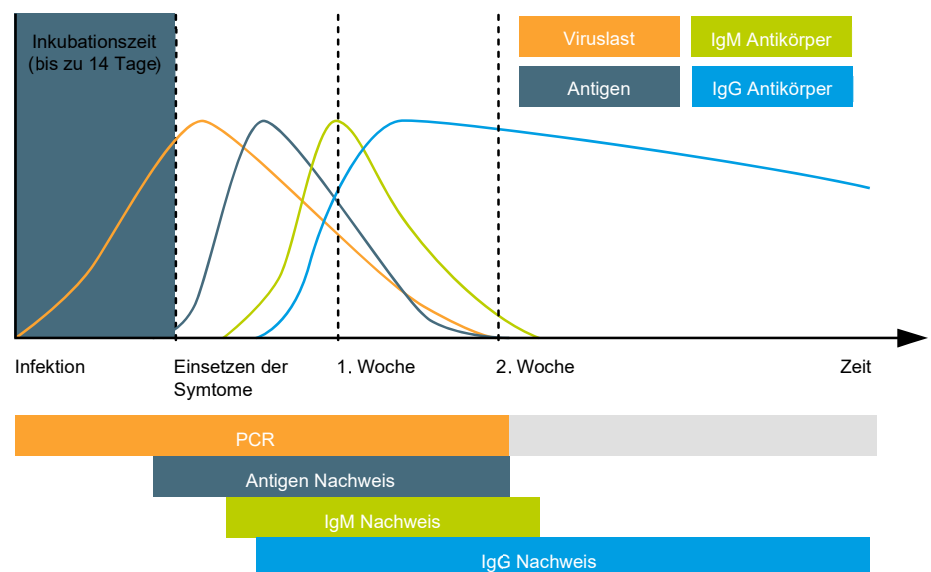 Inkubationszeit
(bis zu 14 Tage)
Viruslast
IgM Antikörper
Antigen
IgG Antikörper
Infektion
Einsetzen der
Symtome
1. Woche
2. Woche
Zeit
PCR
Antigen Nachweis
IgM Nachweis
IgG Nachweis